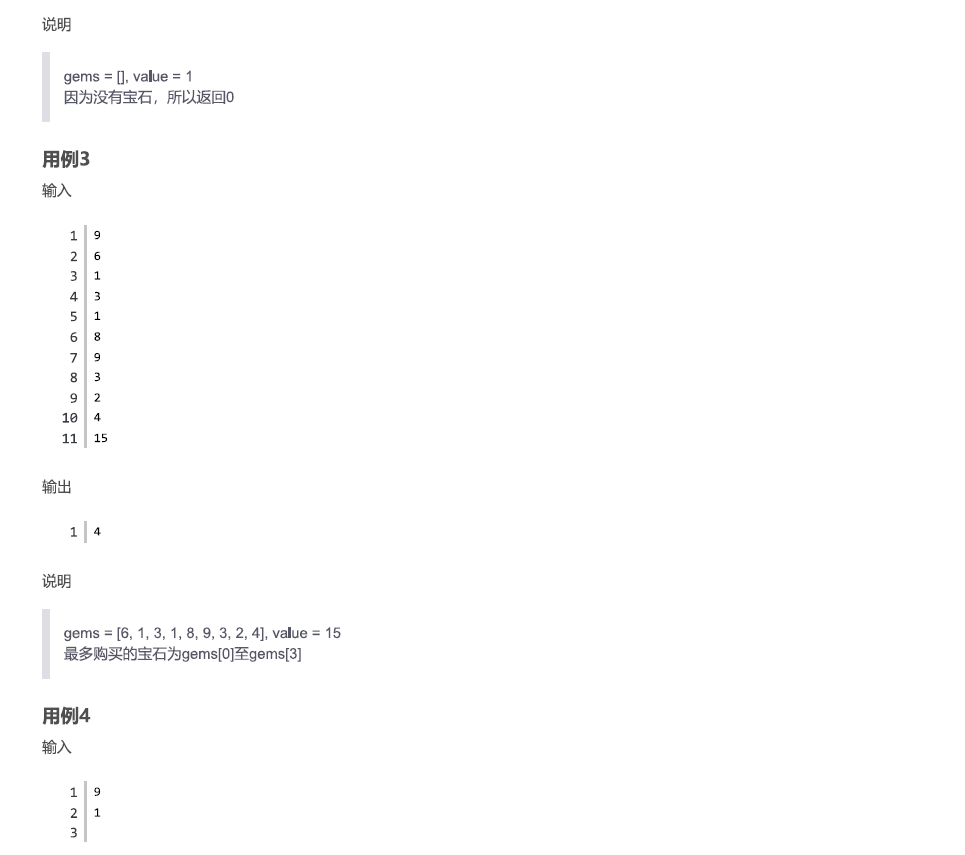 说明
gems = [], value = 1
因为没有宝石，所以返回0
用例3
输入
1 9
2 6
3 1
4 3
5 1
6 8
7 9
8 3
9 2
10 4
11 15
输出
1 4
说明
gems = [6, 1, 3, 1, 8, 9, 3, 2, 4], value = 15
最多购买的宝石为gems[0]至gems[3]
用例4
输入
1 9
2 1
3